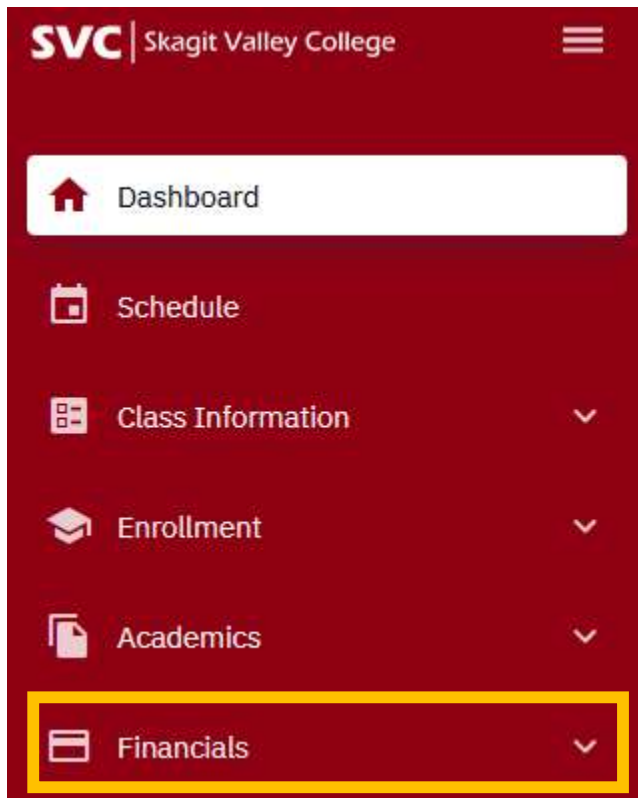 SVC | Skagit Valley College
Dashboard
Schedule
Class Information
Enrollment
Academics
Financials